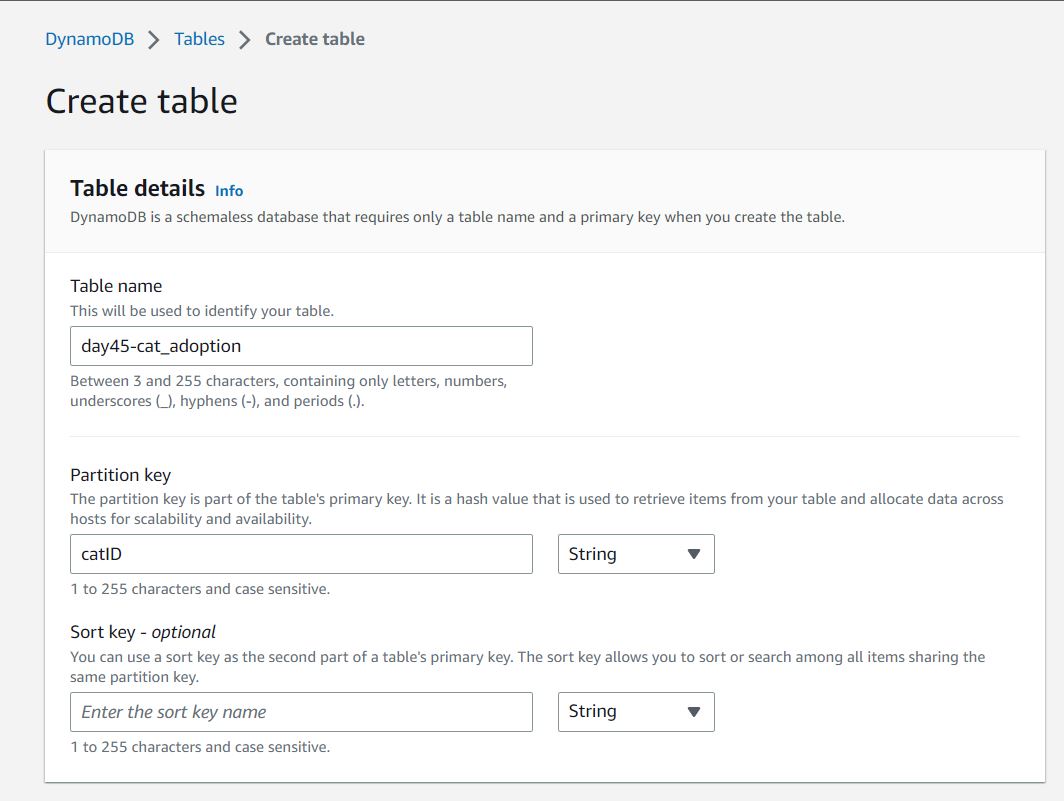 DynamoDB > Tables > Create table
Create table
Table details Info
DynamoDB is a schemaless database that requires only a table name and a primary key when you create the table.
Table name
This will be used to identify your table.
day45-cat_adoption
Between 3 and 255 characters, containing only letters, numbers,
underscores (_), hyphens (-), and periods (.).
Partition key
The partition key is part of the table's primary key. It is a hash value that is used to retrieve items from your table and allocate data across
hosts for scalability and availability.
catID String
1 to 255 characters and case sensitive.
Sort key - optional
You can use a sort key as the second part of a table's primary key. The sort key allows you to sort or search among all items sharing the
same partition key.
Enter the sort key name String
1 to 255 characters and case sensitive.